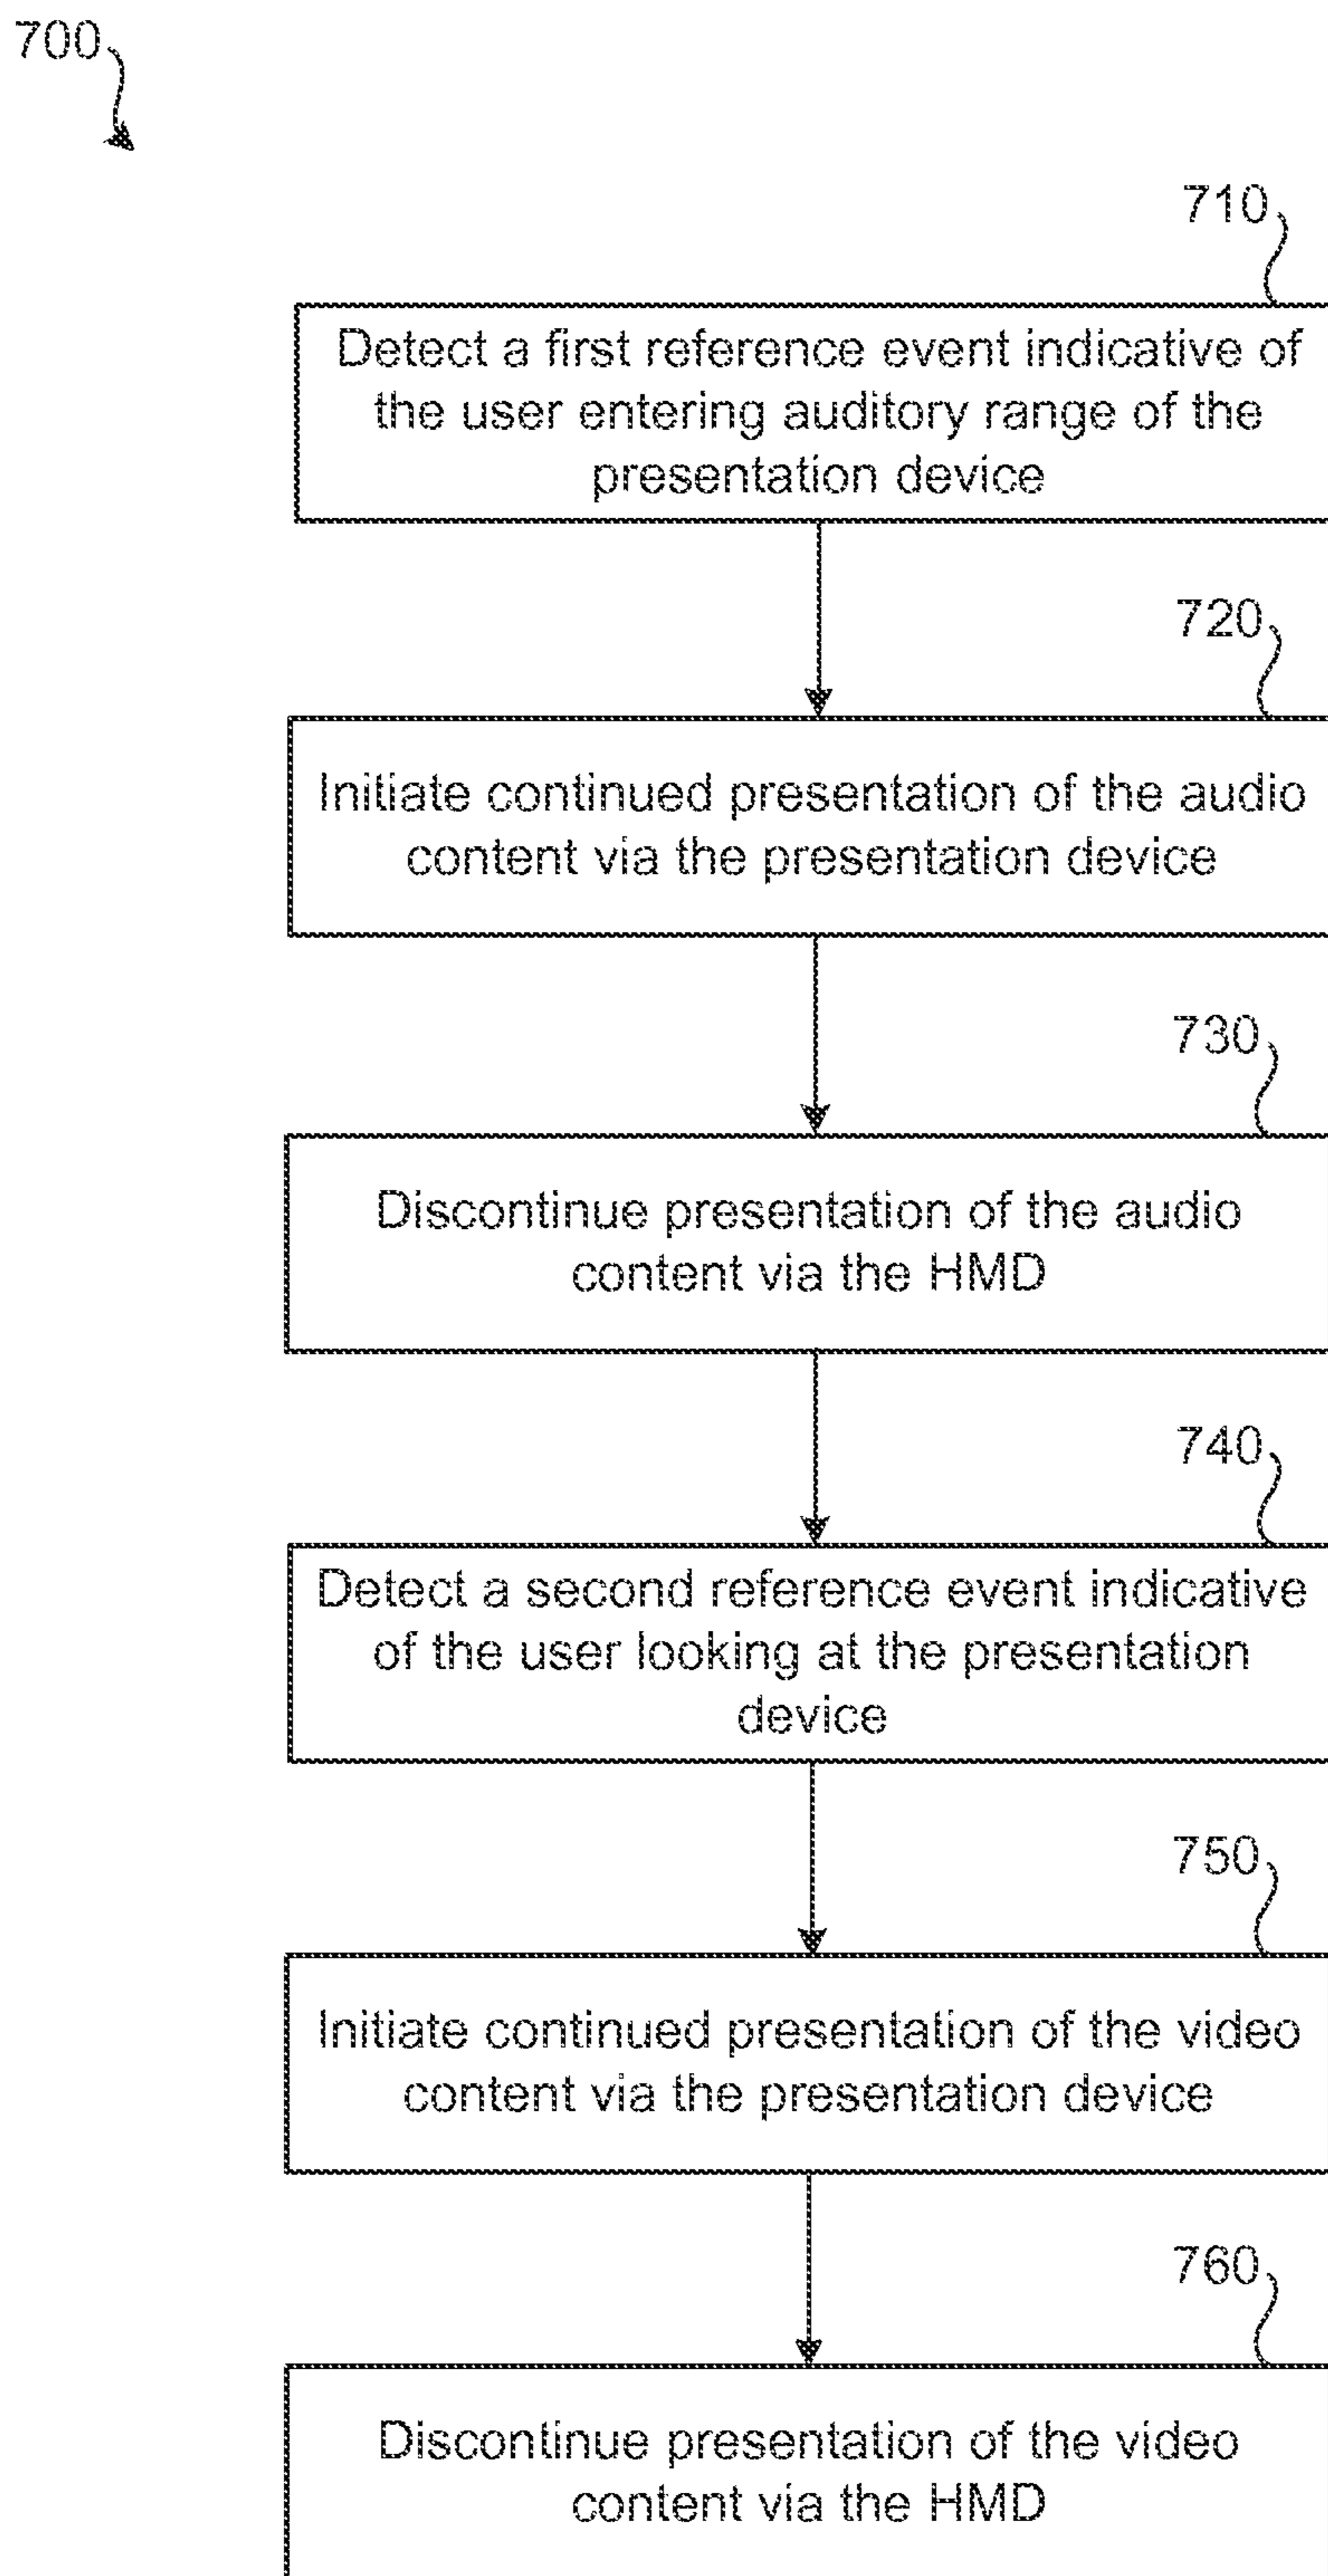 700
710
Detect a first reference event indicative of
the user entering auditory range of the
presentation device
720
Initiate continued presentation of the audio
content via the presentation device
730
Discontinue presentation of the audio
content via the HMD
740
Detect a second reference event indicative
of the user looking at the presentation
device
750
Initiate continued presentation of the video
content via the presentation device
760
Discontinue presentation of the video
content via the HMD